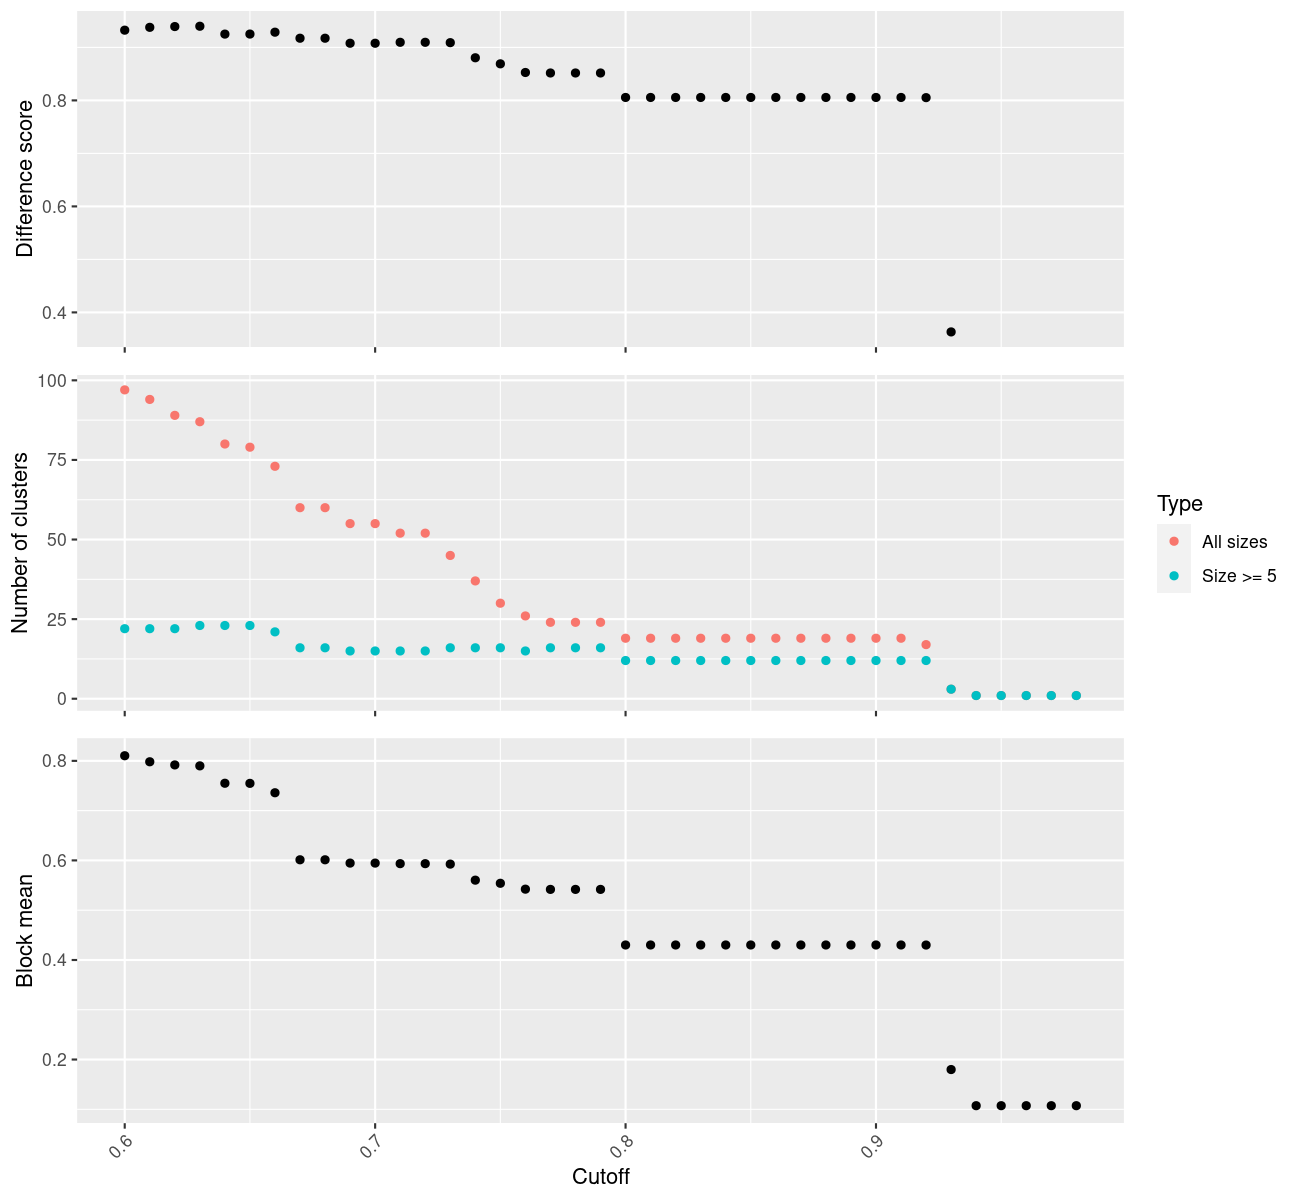 Difference score
0.8
0.6
0.4
Number of clusters
100
75
50
25
0
Type
All sizes
Size >= 5
Block mean
0.8
0.6
0.4
0.2
0.6
0.7
0.8
0.9
Cutoff